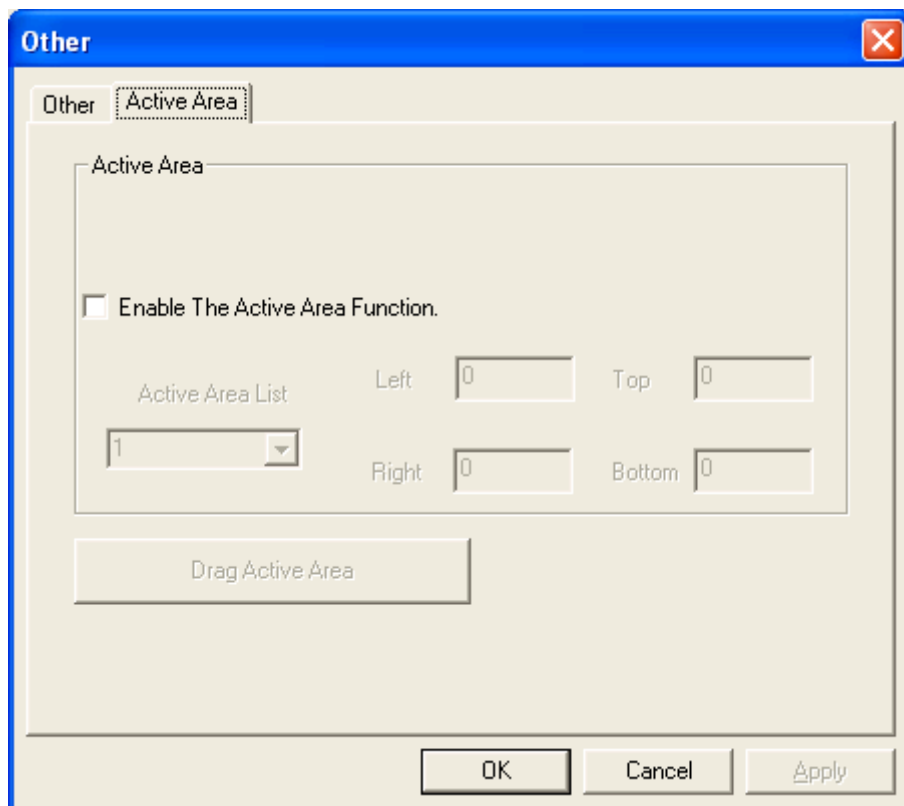 Other
Other Active Area
Active Area
Enable The Active Area Function.
Active Area List
1
Left 0 Top 0
Right 0 Bottom 0
Drag Active Area
OK Cancel Apply